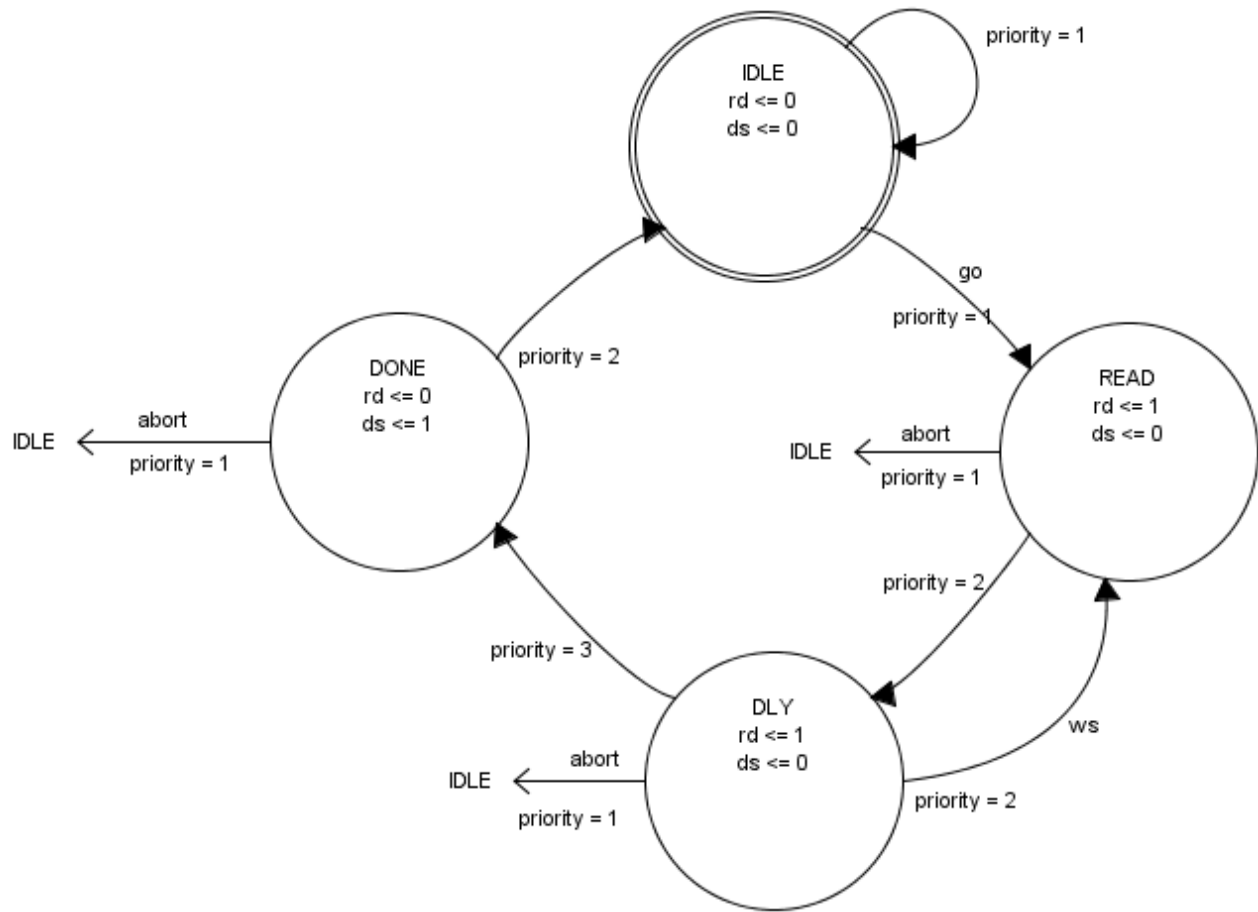 IDLE
rd <= 0
ds <= 0
priority = 1
go
priority = 1
DONE
rd <= 0
ds <= 1
priority = 2
abort
IDLE
priority = 1
READ
rd <= 1
ds <= 0
abort
IDLE
priority = 1
priority = 2
priority = 3
DLY
rd <= 1
ds <= 0
abort
IDLE
priority = 1
ws
priority = 2